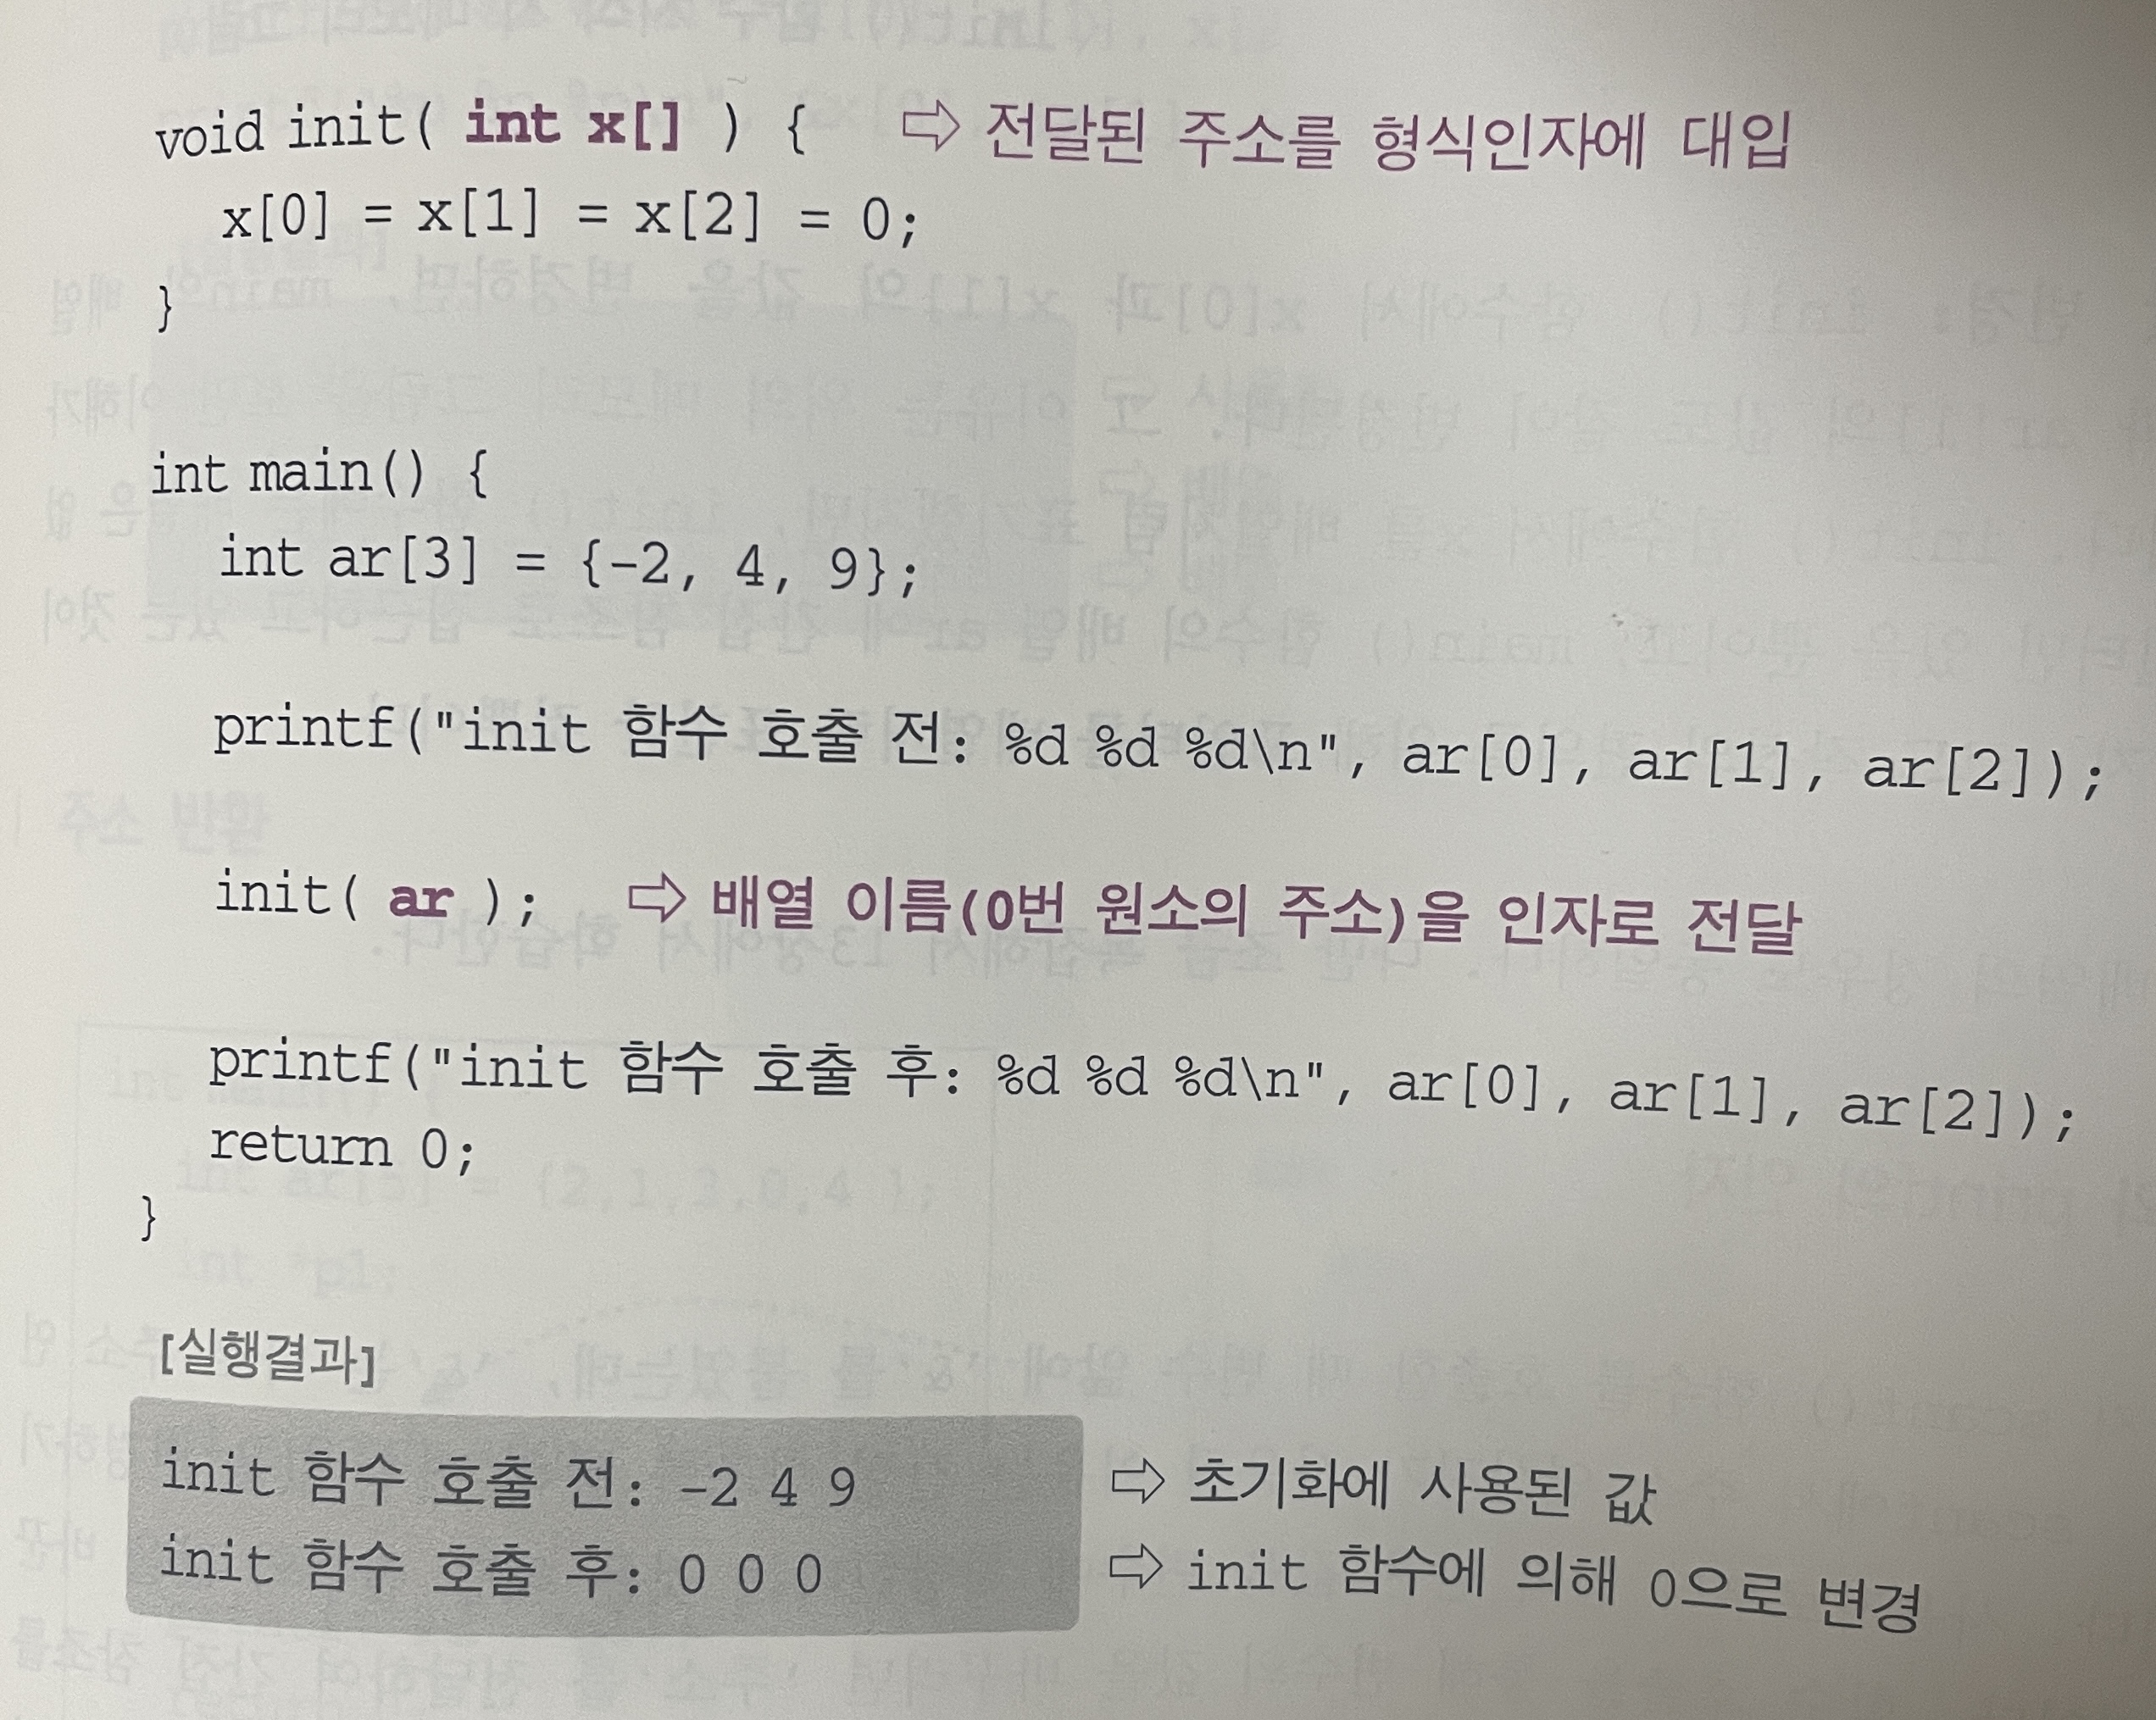 void init( int x[] ) { ⇨ 전달된 주소를 형식인자에 대입
x[0] = x[1] = x[2] = 0;
}
int main() {
int ar[3] = {-2, 4, 9};
printf("init 함수 호출 전: %d %d %d\n", ar[0], ar[1], ar[2]);
init( ar ); ⇨ 배열 이름(0번 원소의 주소)을 인자로 전달
printf("init 함수 호출 후: %d %d %d\n", ar[0], ar[1], ar[2]);
return 0;
}
[실행결과]
init 함수 호출 전: -2 4 9 ⇨ 초기화에 사용된 값
init 함수 호출 후: 0 0 0 ⇨ init 함수에 의해 0으로 변경